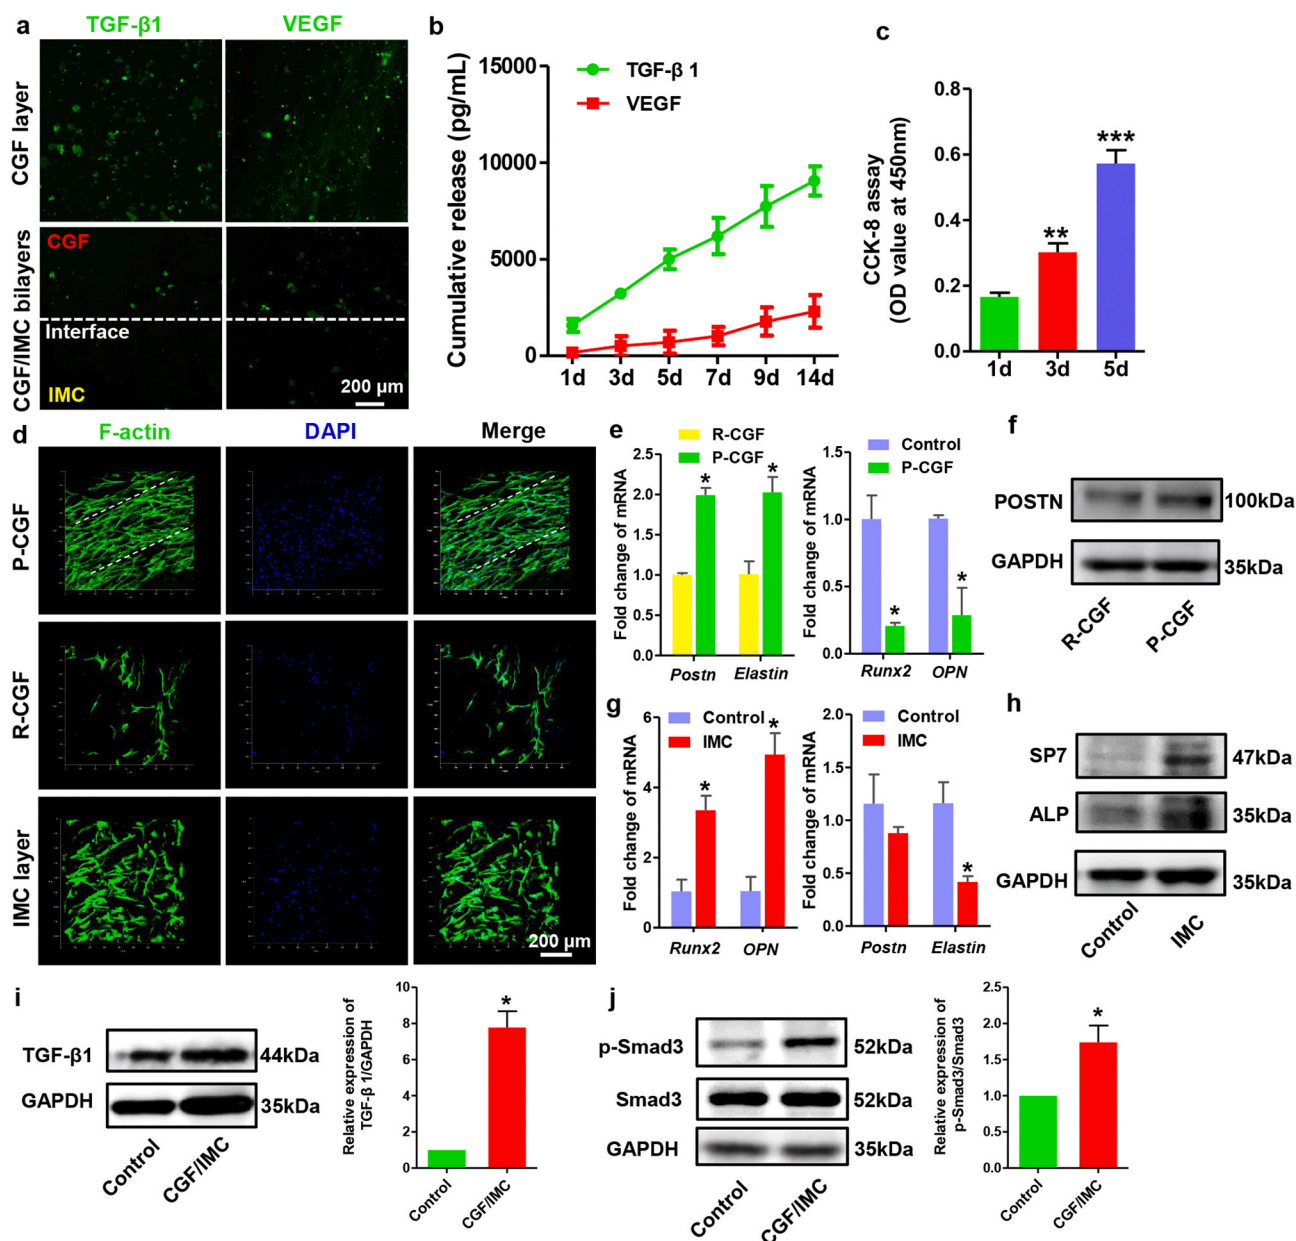 a
TGF-β1
VEGF
CGF layer
CGF/IMC bilayers
CGF
Interface
IMC
200 μm
b
Cumulative release (pg/mL)
15000
10000
5000
0
TGF-β 1
VEGF
1d 3d 5d 7d 9d 14d
c
CCK-8 assay
(OD value at 450nm)
0.8
0.6
0.4
0.2
0.0
**
***
1d 3d 5d
d
F-actin
DAPI
Merge
P-CGF
R-CGF
IMC layer
200 μm
e
R-CGF
P-CGF
Fold change of mRNA
2.5
2.0
1.5
1.0
0.5
0.0
* *
Postn Elastin
Control
P-CGF
Fold change of mRNA
1.5
1.0
0.5
0.0
* *
Runx2 OPN
f
POSTN
100kDa
GAPDH
35kDa
R-CGF
P-CGF
g
Control
IMC
Fold change of mRNA
6
4
2
0
* *
Runx2 OPN
Control
IMC
Fold change of mRNA
2.0
1.5
1.0
0.5
0.0
*
Postn Elastin
h
SP7
47kDa
ALP
35kDa
GAPDH
35kDa
Control
IMC
i
TGF-β1
44kDa
GAPDH
35kDa
Control
CGF/IMC
Relative expression of
TGF-β 1/GAPDH
10
8
6
4
2
0
*
Control
CGF/IMC
j
p-Smad3
52kDa
Smad3
52kDa
GAPDH
35kDa
Control
CGF/IMC
Relative expression of
p-Smad3/Smad3
2.5
2.0
1.5
1.0
0.5
0.0
*
Control
CGF/IMC